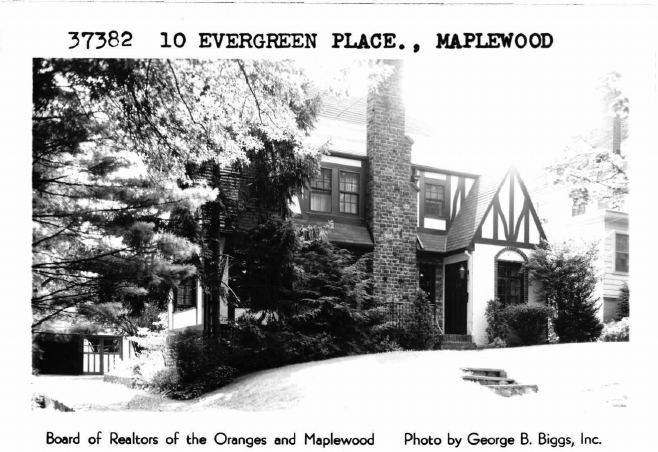 37382 10 EVERGREEN PLACE., MAPLEWOOD
Board of Realtors of the Oranges and Maplewood Photo by George B. Biggs, Inc.